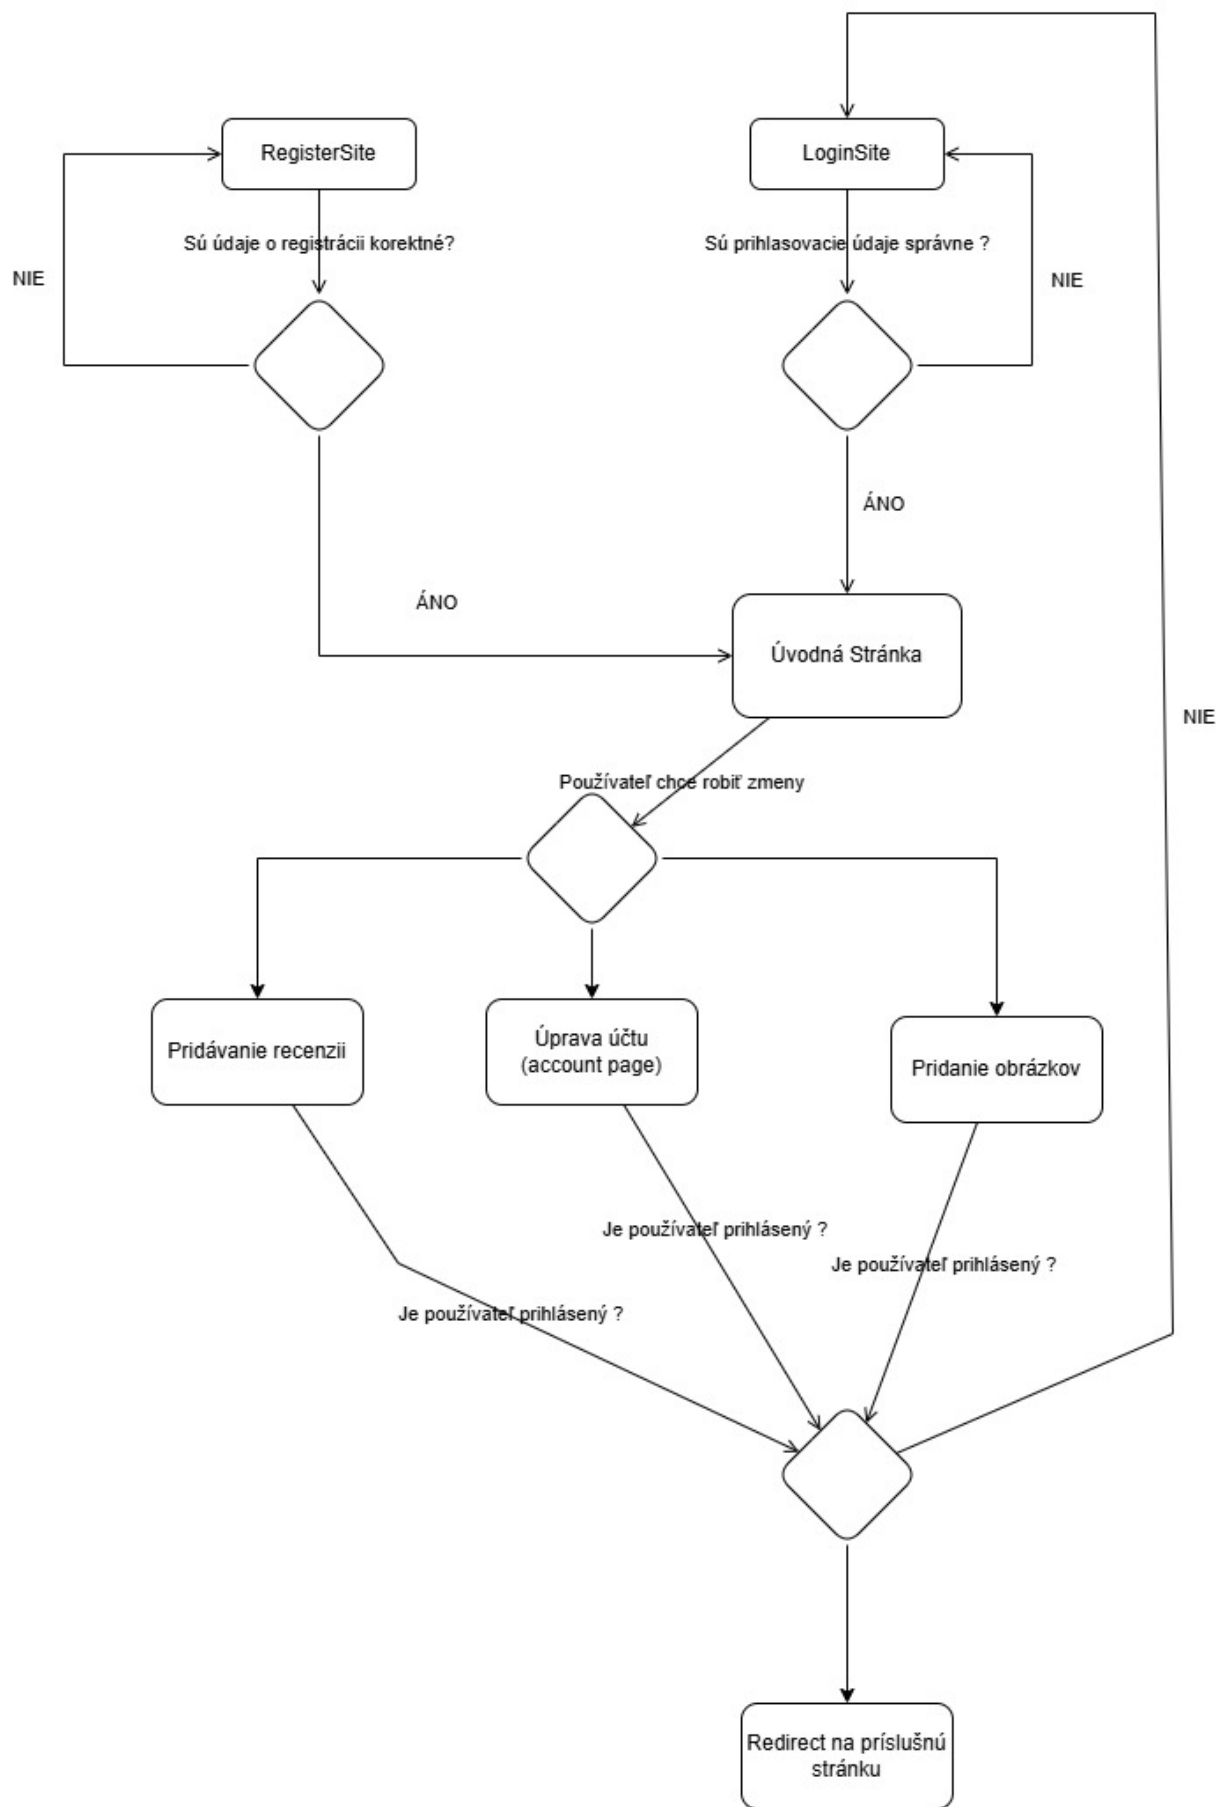 RegisterSite
LoginSite
Sú údaje o registrácii korektné?
Sú prihlasovacie údaje správne ?
NIE
NIE
ÁNO
ÁNO
Úvodná Stránka
NIE
Používateľ chce robiť zmeny
Pridávanie recenzii
Úprava účtu
(account page)
Pridanie obrázkov
Je používateľ prihlásený ?
Je používateľ prihlásený ?
Je používateľ prihlásený ?
Redirect na príslušnú
stránku